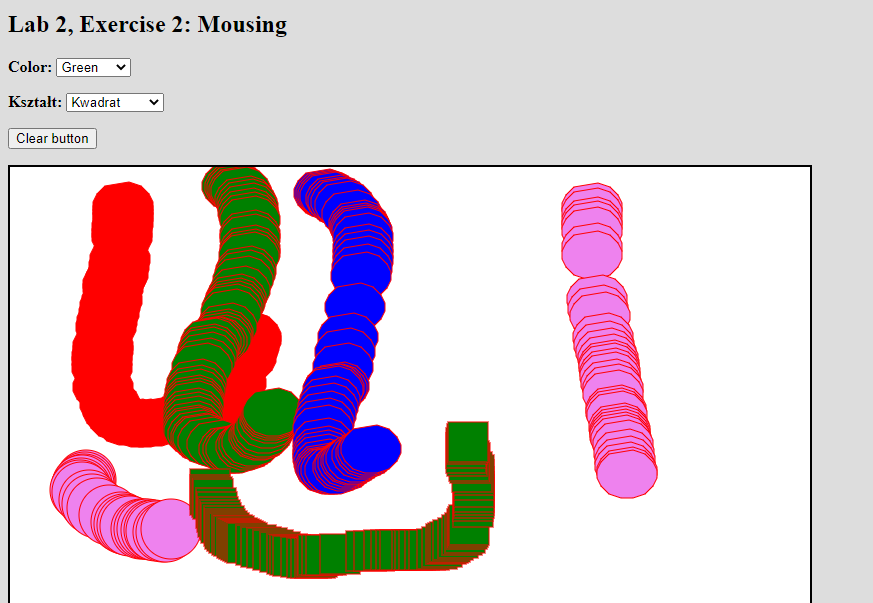 Lab 2, Exercise 2: Mousing
Color: Green
Kształt: Kwadrat
Clear button